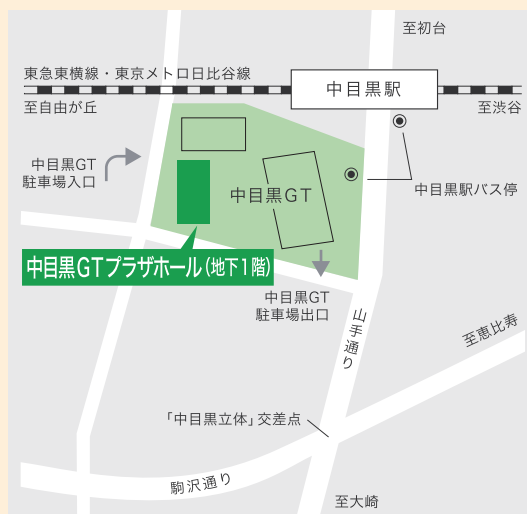 至初台
東急東横線・東京メトロ日比谷線
中目黒駅
至自由が丘
至渋谷
中目黒GT
駐車場入口
中目黒GT
中目黒駅バス停
中目黒GTプラザホール(地下1階)
中目黒GT
駐車場出口
山手通り
至恵比寿
「中目黒立体」交差点
駒沢通り
至大崎